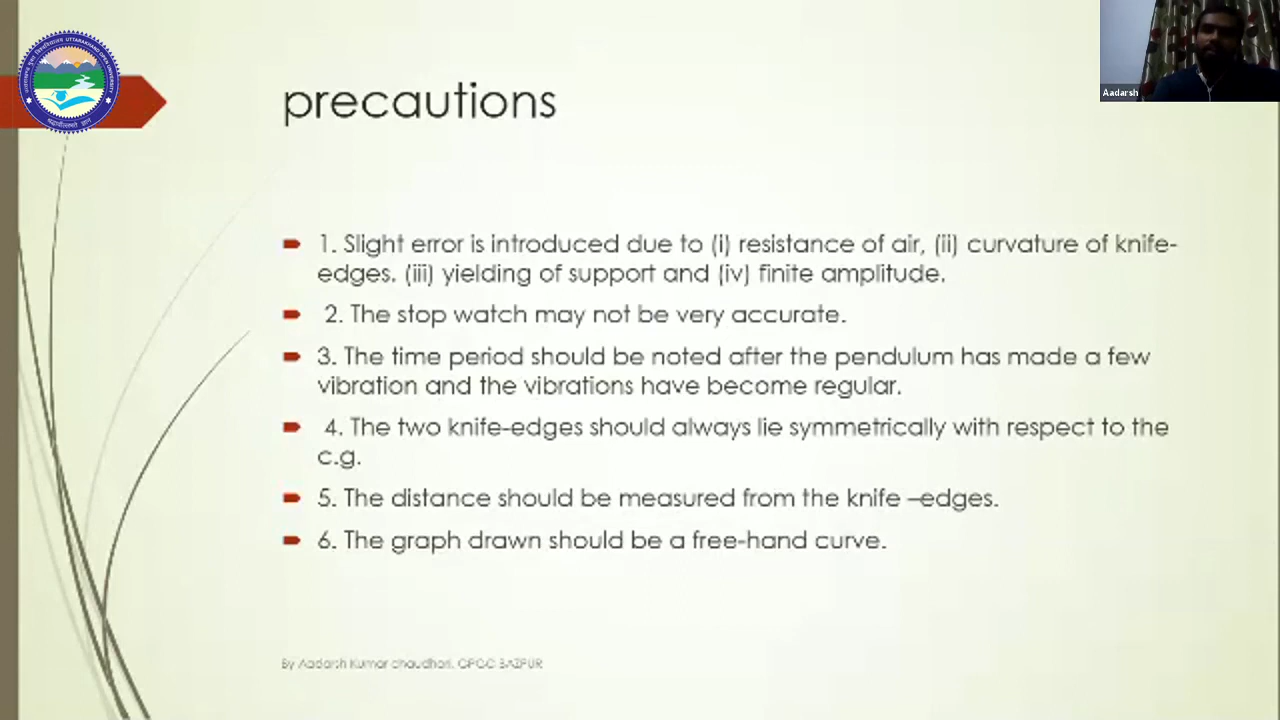 precautions
1. Slight error is introduced due to (i) resistance of air, (ii) curvature of knife-
edges. (iii) yielding of support and (iv) finite amplitude.
2. The stop watch may not be very accurate.
3. The time period should be noted after the pendulum has made a few
vibration and the vibrations have become regular.
4. The two knife-edges should always lie symmetrically with respect to the
c.g.
5. The distance should be measured from the knife –edges.
6. The graph drawn should be a free-hand curve.
By Aadarsh Kumar chaudhari, GPGC BAZPUR
Aadarsh
UTTARAKHAND OPEN UNIVERSITY